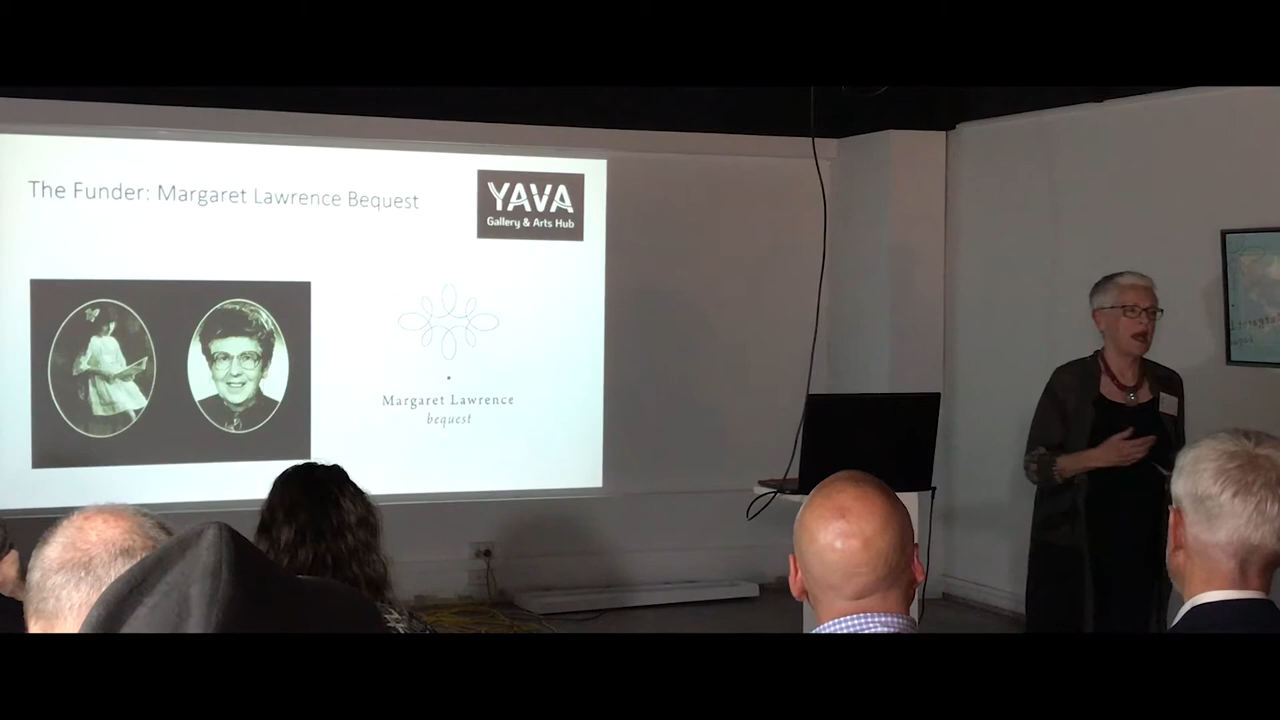 The Funder: Margaret Lawrence Bequest
YAVA
Gallery & Arts Hub
Margaret Lawrence
bequest